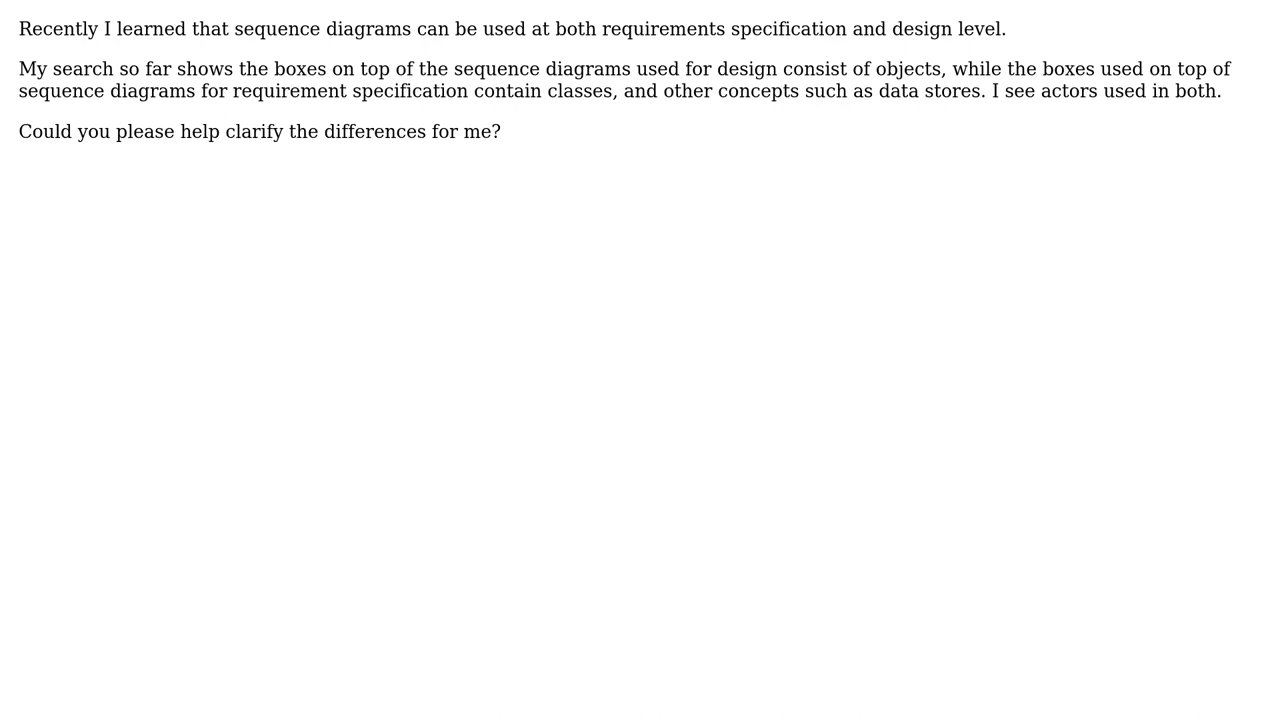 Recently I learned that sequence diagrams can be used at both requirements specification and design level.
My search so far shows the boxes on top of the sequence diagrams used for design consist of objects, while the boxes used on top of
sequence diagrams for requirement specification contain classes, and other concepts such as data stores. I see actors used in both.
Could you please help clarify the differences for me?